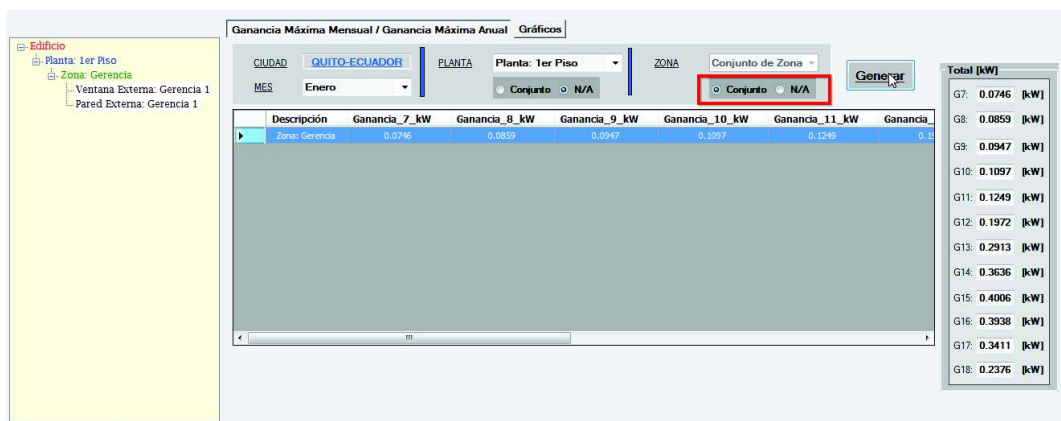 Ganancia Máxima Mensual / Ganancia Máxima Anual Gráficos
Edificio
Planta: 1er Piso
Zona: Gerencia
Ventana Externa: Gerencia 1
Pared Externa: Gerencia 1
CIUDAD QUITO-ECUADOR PLANTA Planta: 1er Piso ZONA Conjunto de Zona
MES Enero Conjunto N/A Conjunto N/A
Generar
Descripción Ganancia_7_kW Ganancia_8_kW Ganancia_9_kW Ganancia_10_kW Ganancia_11_kW Ganancia_
Zona: Gerencia 0.0746 0.0859 0.0947 0.1097 0.1249 0.19
Total [kW]
G7: 0.0746 [kW]
G8: 0.0859 [kW]
G9: 0.0947 [kW]
G10: 0.1097 [kW]
G11: 0.1249 [kW]
G12: 0.1972 [kW]
G13: 0.2913 [kW]
G14: 0.3636 [kW]
G15: 0.4006 [kW]
G16: 0.3938 [kW]
G17: 0.3411 [kW]
G18: 0.2376 [kW]